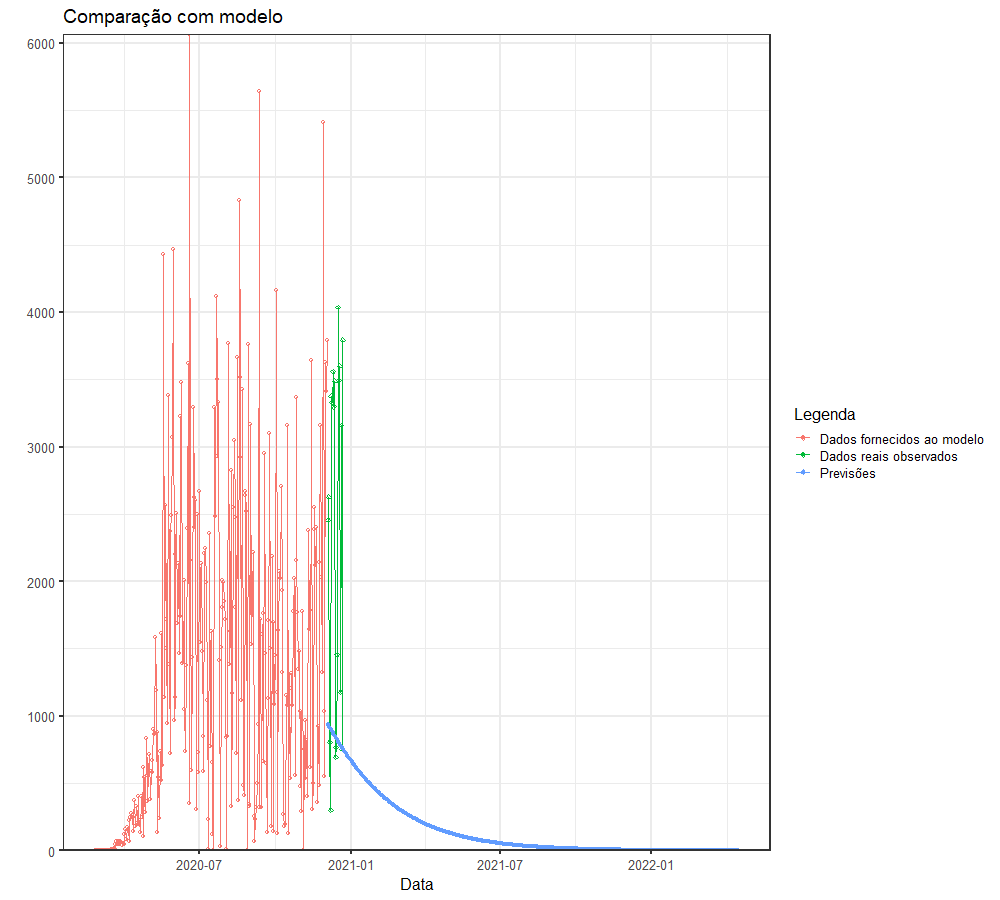 Comparação com modelo
6000
5000
4000
3000
2000
1000
0
2020-07
2021-01
2021-07
2022-01
Data
Legenda
Dados fornecidos ao modelo
Dados reais observados
Previsões